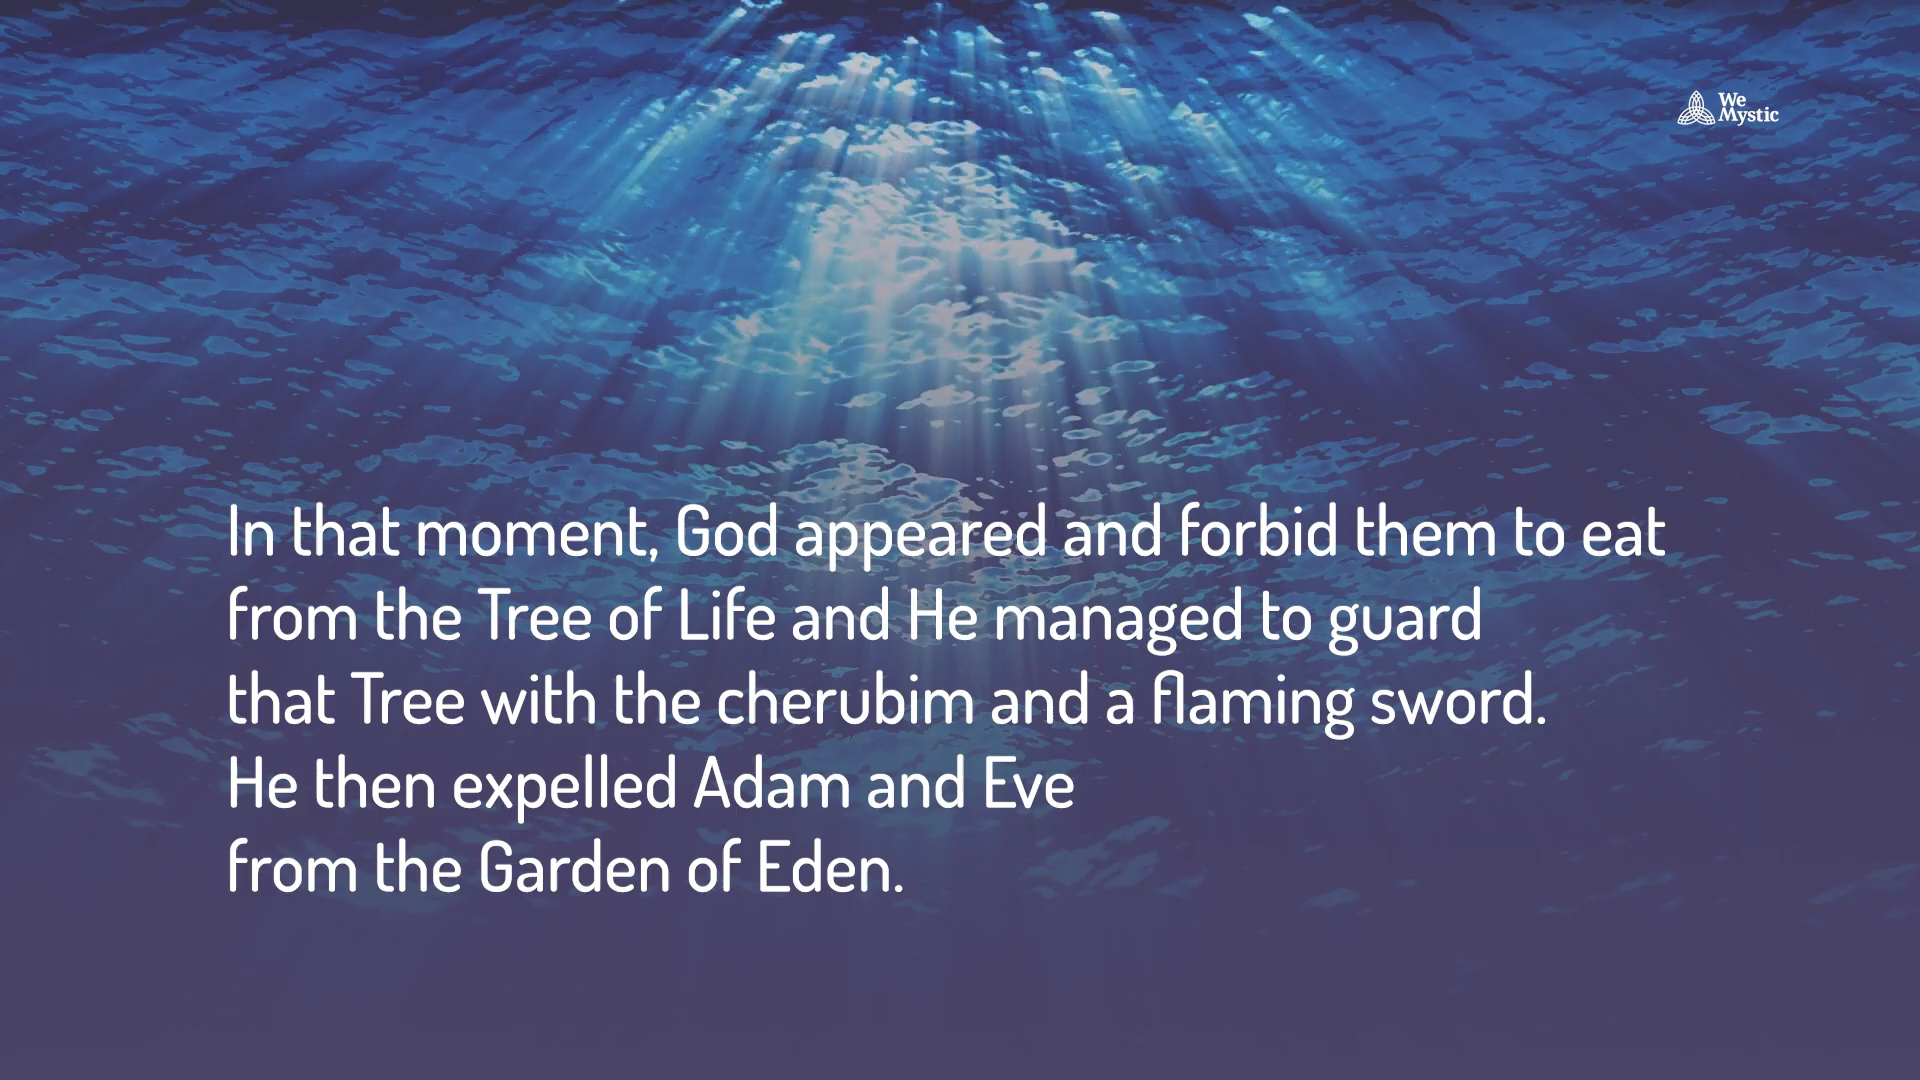 We
Mystic
In that moment, God appeared and forbid them to eat
from the Tree of Life and He managed to guard
that Tree with the cherubim and a flaming sword.
He then expelled Adam and Eve
from the Garden of Eden.